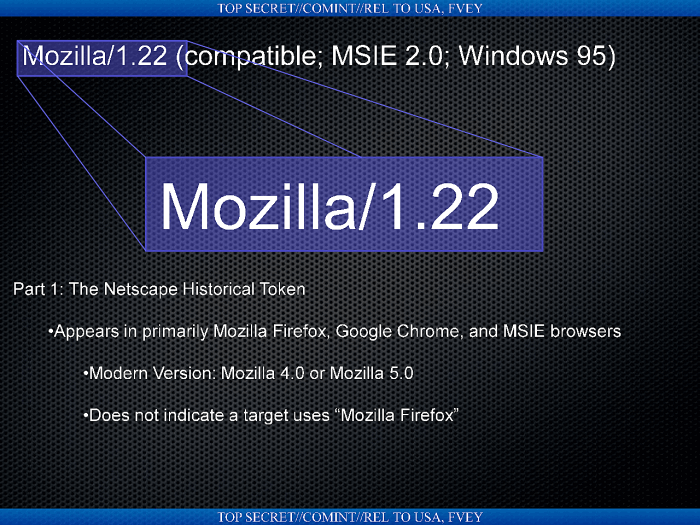 TOP SECRET//COMINT//REL TO USA, FVEY
Mozilla/1.22 (compatible; MSIE 2.0; Windows 95)
Mozilla/1.22
Part 1: The Netscape Historical Token
•Appears in primarily Mozilla Firefox, Google Chrome, and MSIE browsers
•Modern Version: Mozilla 4.0 or Mozilla 5.0
•Does not indicate a target uses “Mozilla Firefox”
TOP SECRET//COMINT//REL TO USA, FVEY